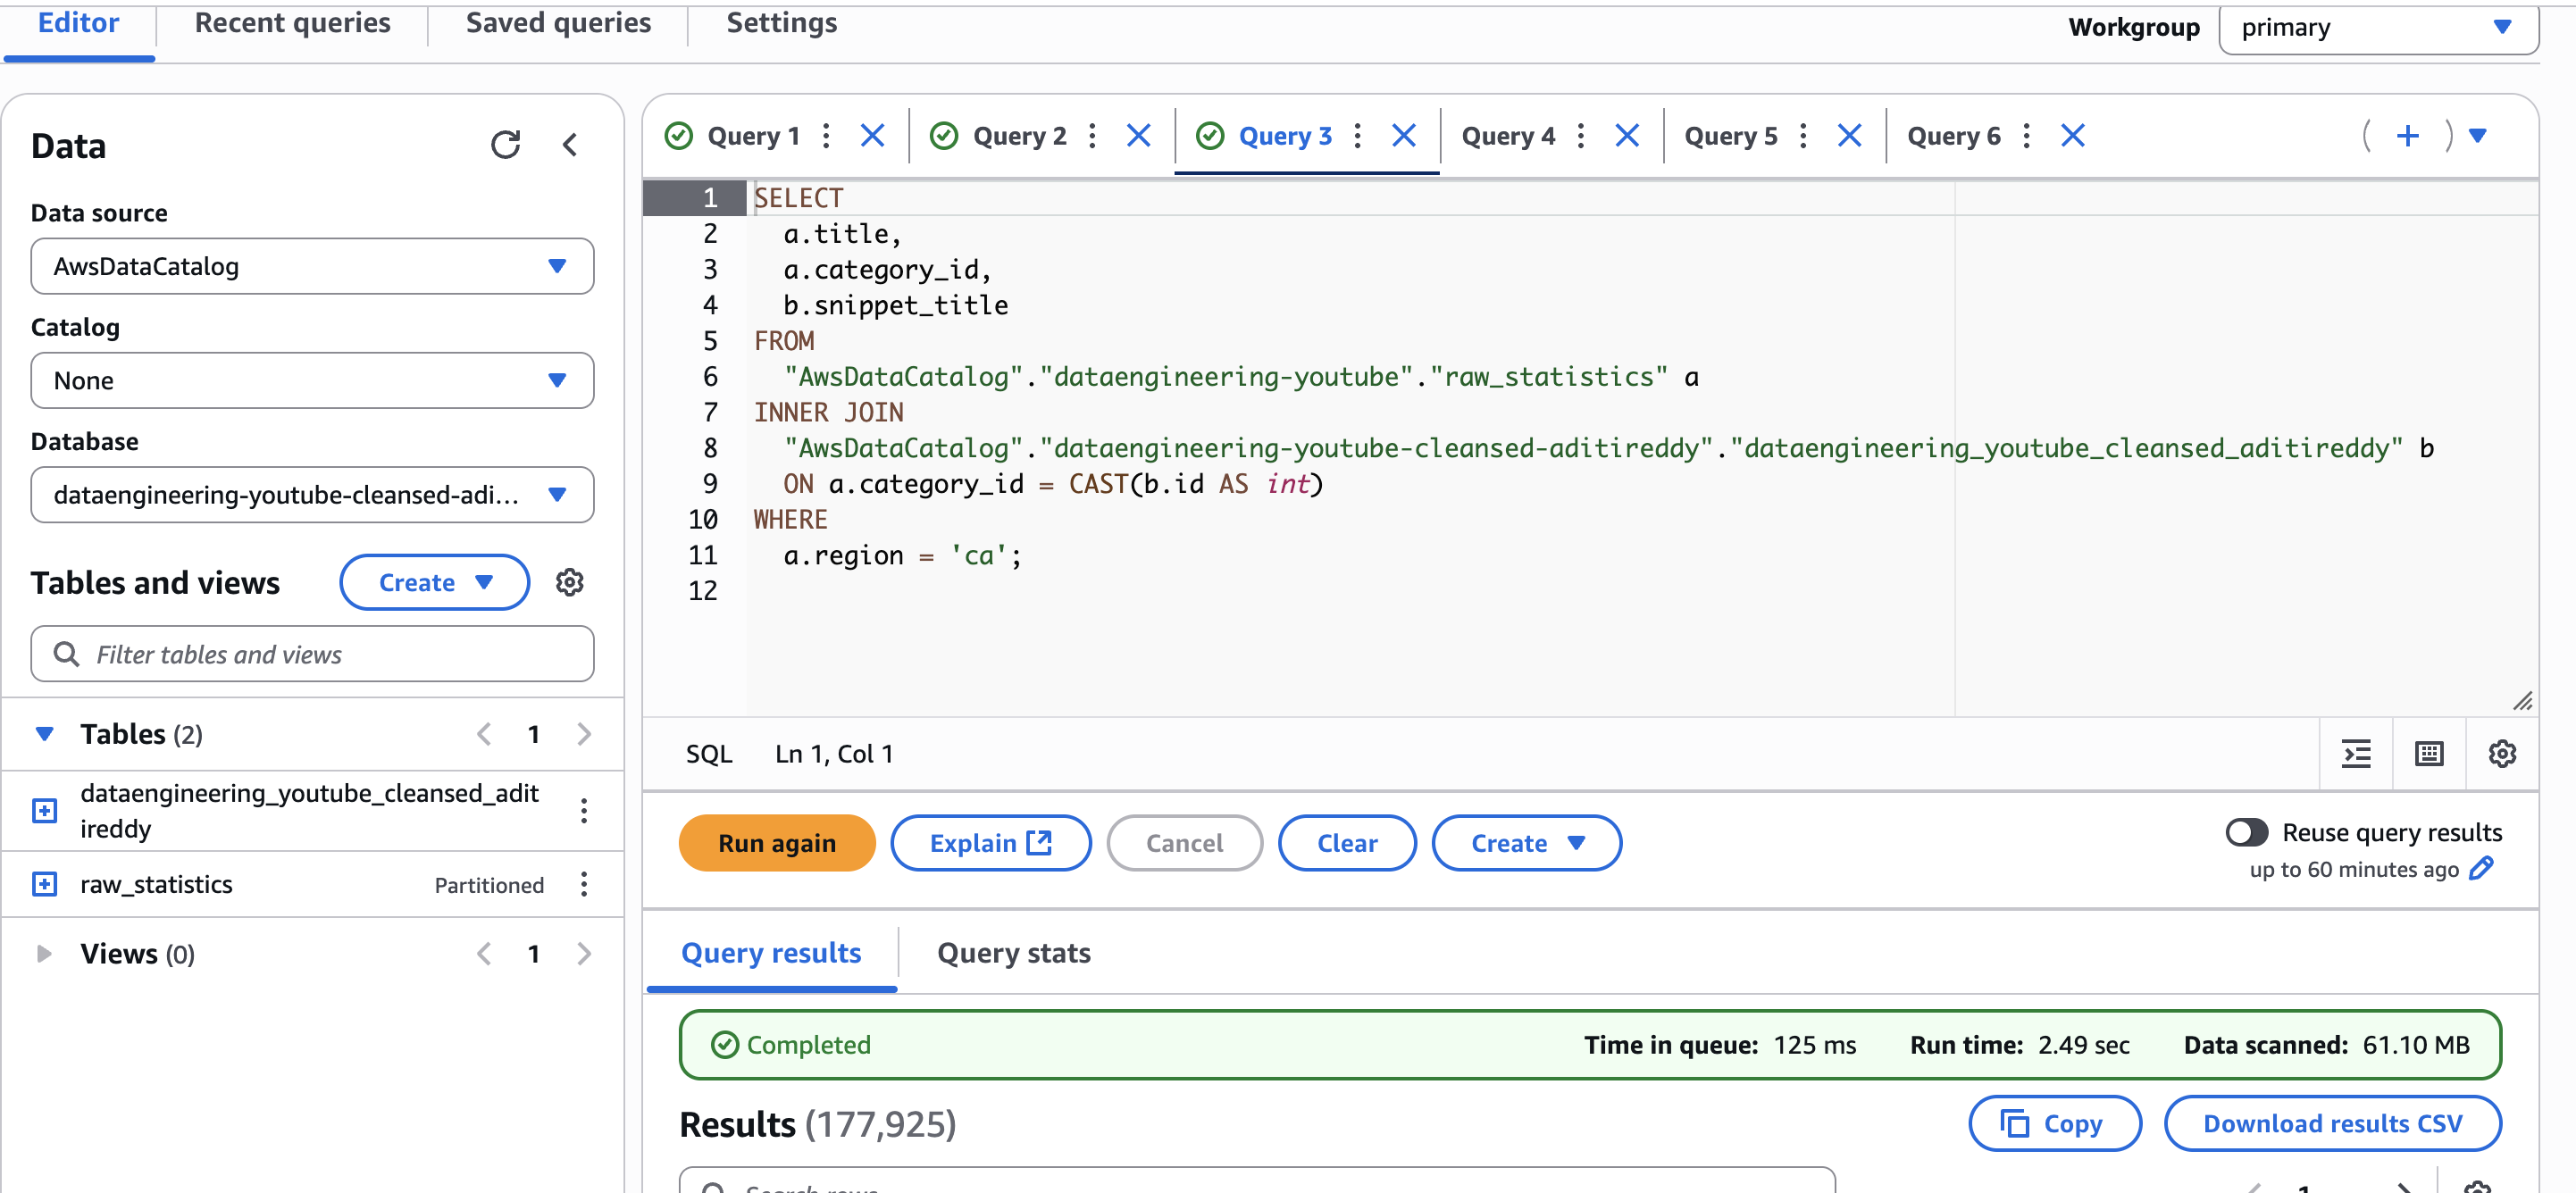 Editor
Recent queries
Saved queries
Settings
Workgroup
primary
Data
Data source
AwsDataCatalog
Catalog
None
Database
dataengineering-youtube-cleansed-adi...
Tables and views
Create
Filter tables and views
Tables (2)
1
dataengineering_youtube_cleansed_adit
ireddy
raw_statistics
Partitioned
Views (0)
1
Query 1
Query 2
Query 3
Query 4
Query 5
Query 6
1 SELECT
2 a.title,
3 a.category_id,
4 b.snippet_title
5 FROM
6 "AwsDataCatalog"."dataengineering-youtube"."raw_statistics" a
7 INNER JOIN
8 "AwsDataCatalog"."dataengineering-youtube-cleansed-aditireddy"."dataengineering_youtube_cleansed_aditireddy" b
9 ON a.category_id = CAST(b.id AS int)
10 WHERE
11 a.region = 'ca';
12
SQL Ln 1, Col 1
Run again
Explain
Cancel
Clear
Create
Reuse query results
up to 60 minutes ago
Query results
Query stats
Completed
Time in queue: 125 ms
Run time: 2.49 sec
Data scanned: 61.10 MB
Results (177,925)
Copy
Download results CSV
Search rows
1